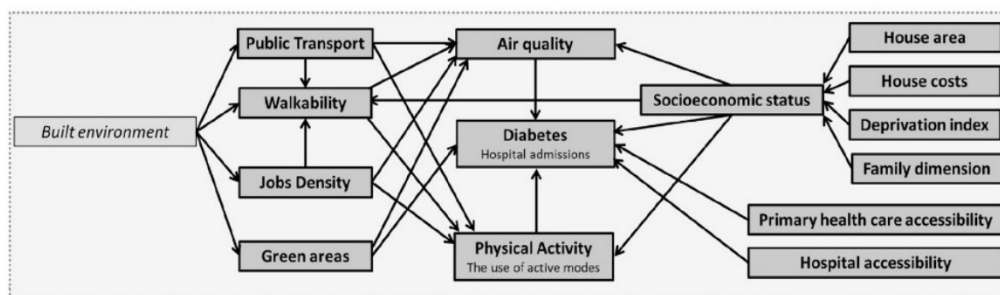 Built environment
Public Transport
Walkability
Jobs Density
Green areas
Air quality
Diabetes
Hospital admissions
Physical Activity
The use of active modes
Socioeconomic status
House area
House costs
Deprivation index
Family dimension
Primary health care accessibility
Hospital accessibility